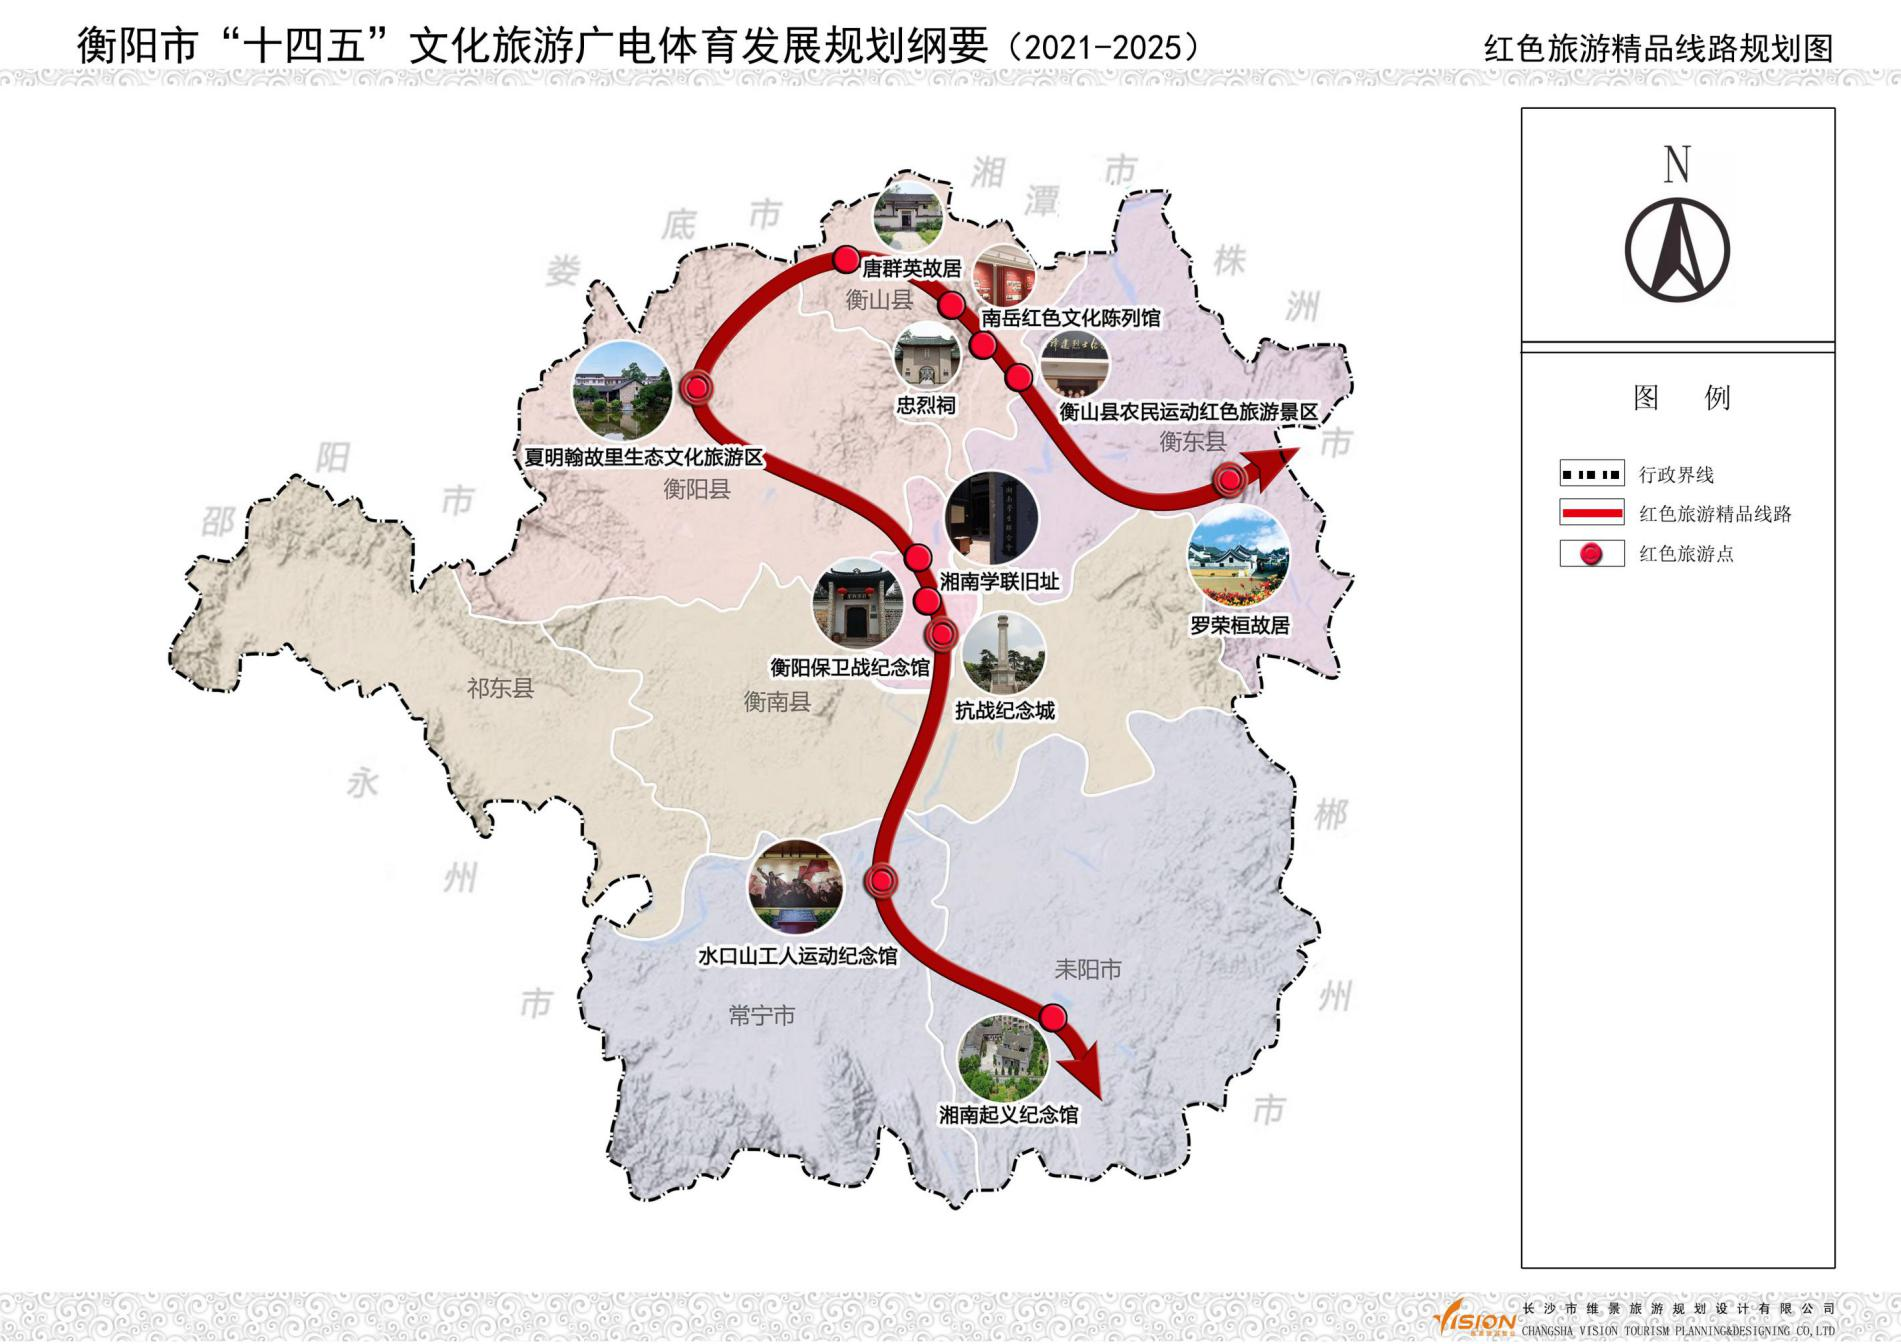 衡阳市“十四五”文化旅游广电体育发展规划纲要（2021-2025）
红色旅游精品线路规划图
湘
潭
市
娄
底
市
株
洲
市
邵
阳
市
永
州
市
郴
州
市
唐群英故居
衡山县
南岳红色文化陈列馆
忠烈祠
衡山县农民运动红色旅游景区
衡东县
夏明翰故里生态文化旅游区
衡阳县
湘南学联旧址
罗荣桓故居
衡阳保卫战纪念馆
抗战纪念城
祁东县
衡南县
水口山工人运动纪念馆
耒阳市
常宁市
湘南起义纪念馆
N
图 例
行政界线
红色旅游精品线路
红色旅游点
VISION
长沙市维景旅游规划设计有限公司
CHANGSHA VISION TOURISM PLANNING&DESIGNING CO,LTD